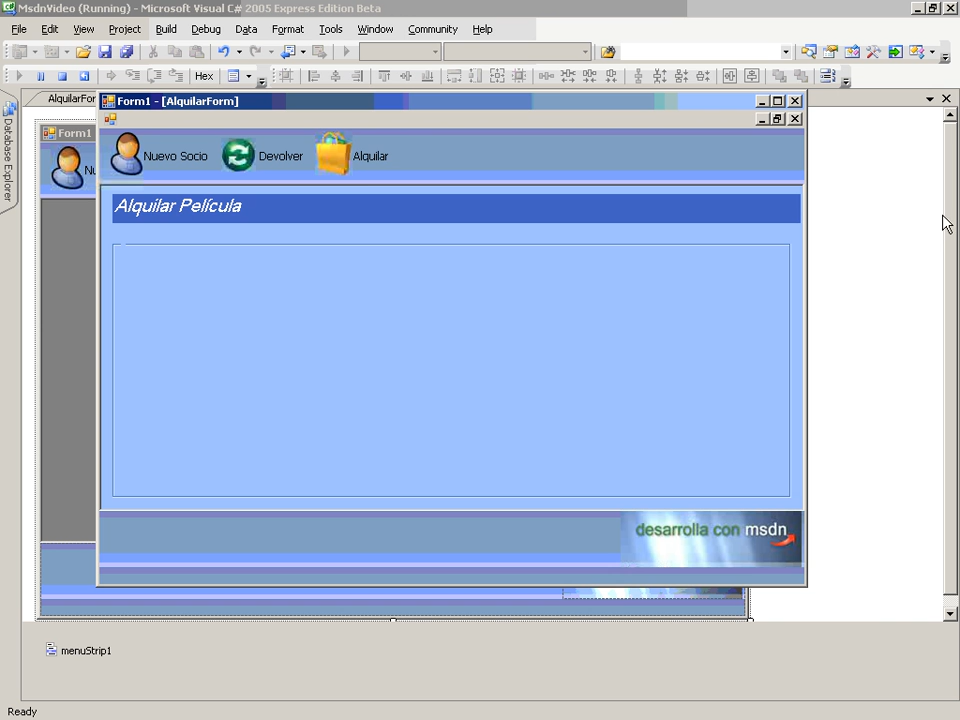 MsdnVideo (Running) - Microsoft Visual C# 2005 Express Edition Beta
File Edit View Project Build Debug Data Format Tools Window Community Help
Hex
AlquilarFor
Form1 - [AlquilarForm]
Database Explorer
Form1
Nu
Nuevo Socio Devolver Alquilar
Alquilar Película
desarrolla con msdn
menuStrip1
Ready